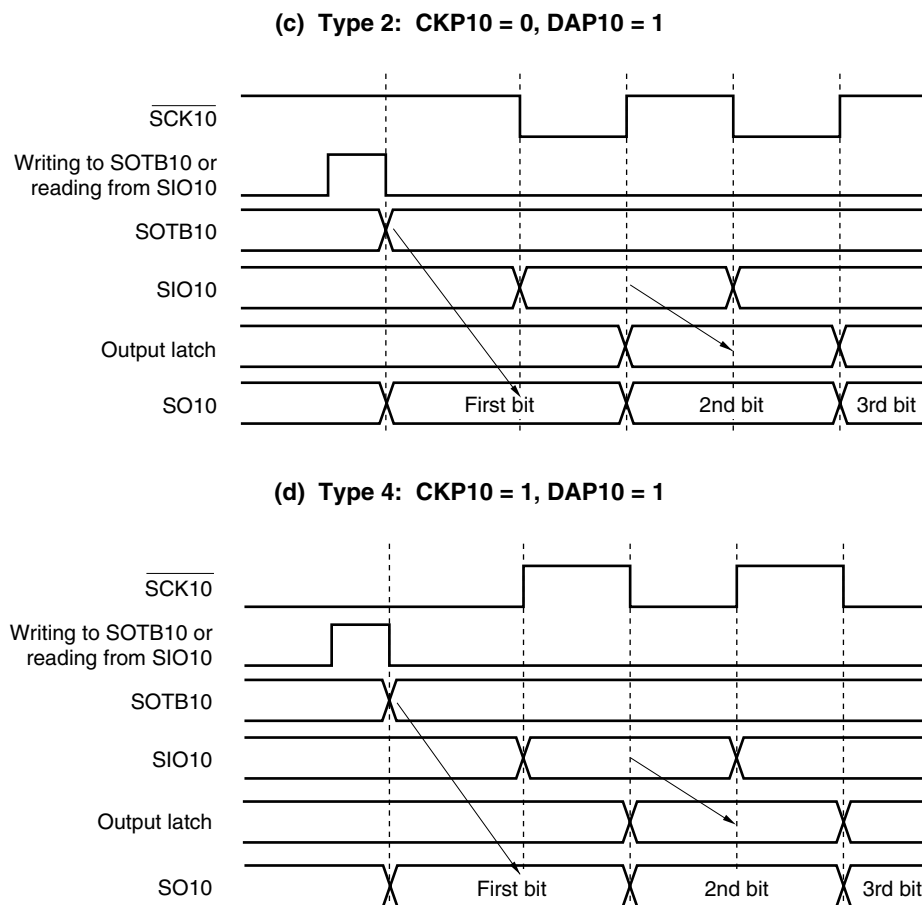 (c) Type 2: CKP10 = 0, DAP10 = 1
SCK10
Writing to SOTB10 or
reading from SIO10
SOTB10
SIO10
Output latch
SO10
First bit
2nd bit
3rd bit
(d) Type 4: CKP10 = 1, DAP10 = 1
SCK10
Writing to SOTB10 or
reading from SIO10
SOTB10
SIO10
Output latch
SO10
First bit
2nd bit
3rd bit